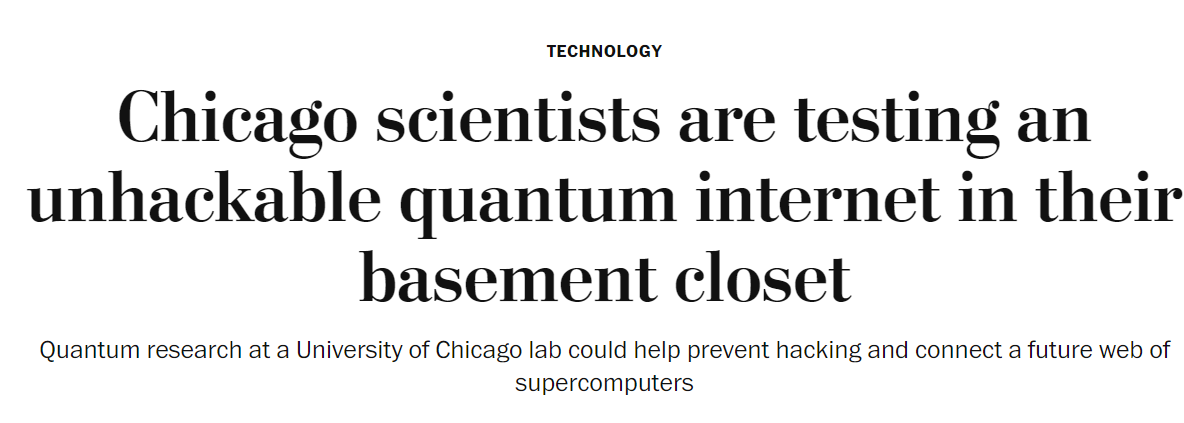 TECHNOLOGY
Chicago scientists are testing an
unhackable quantum internet in their
basement closet
Quantum research at a University of Chicago lab could help prevent hacking and connect a future web of
supercomputers